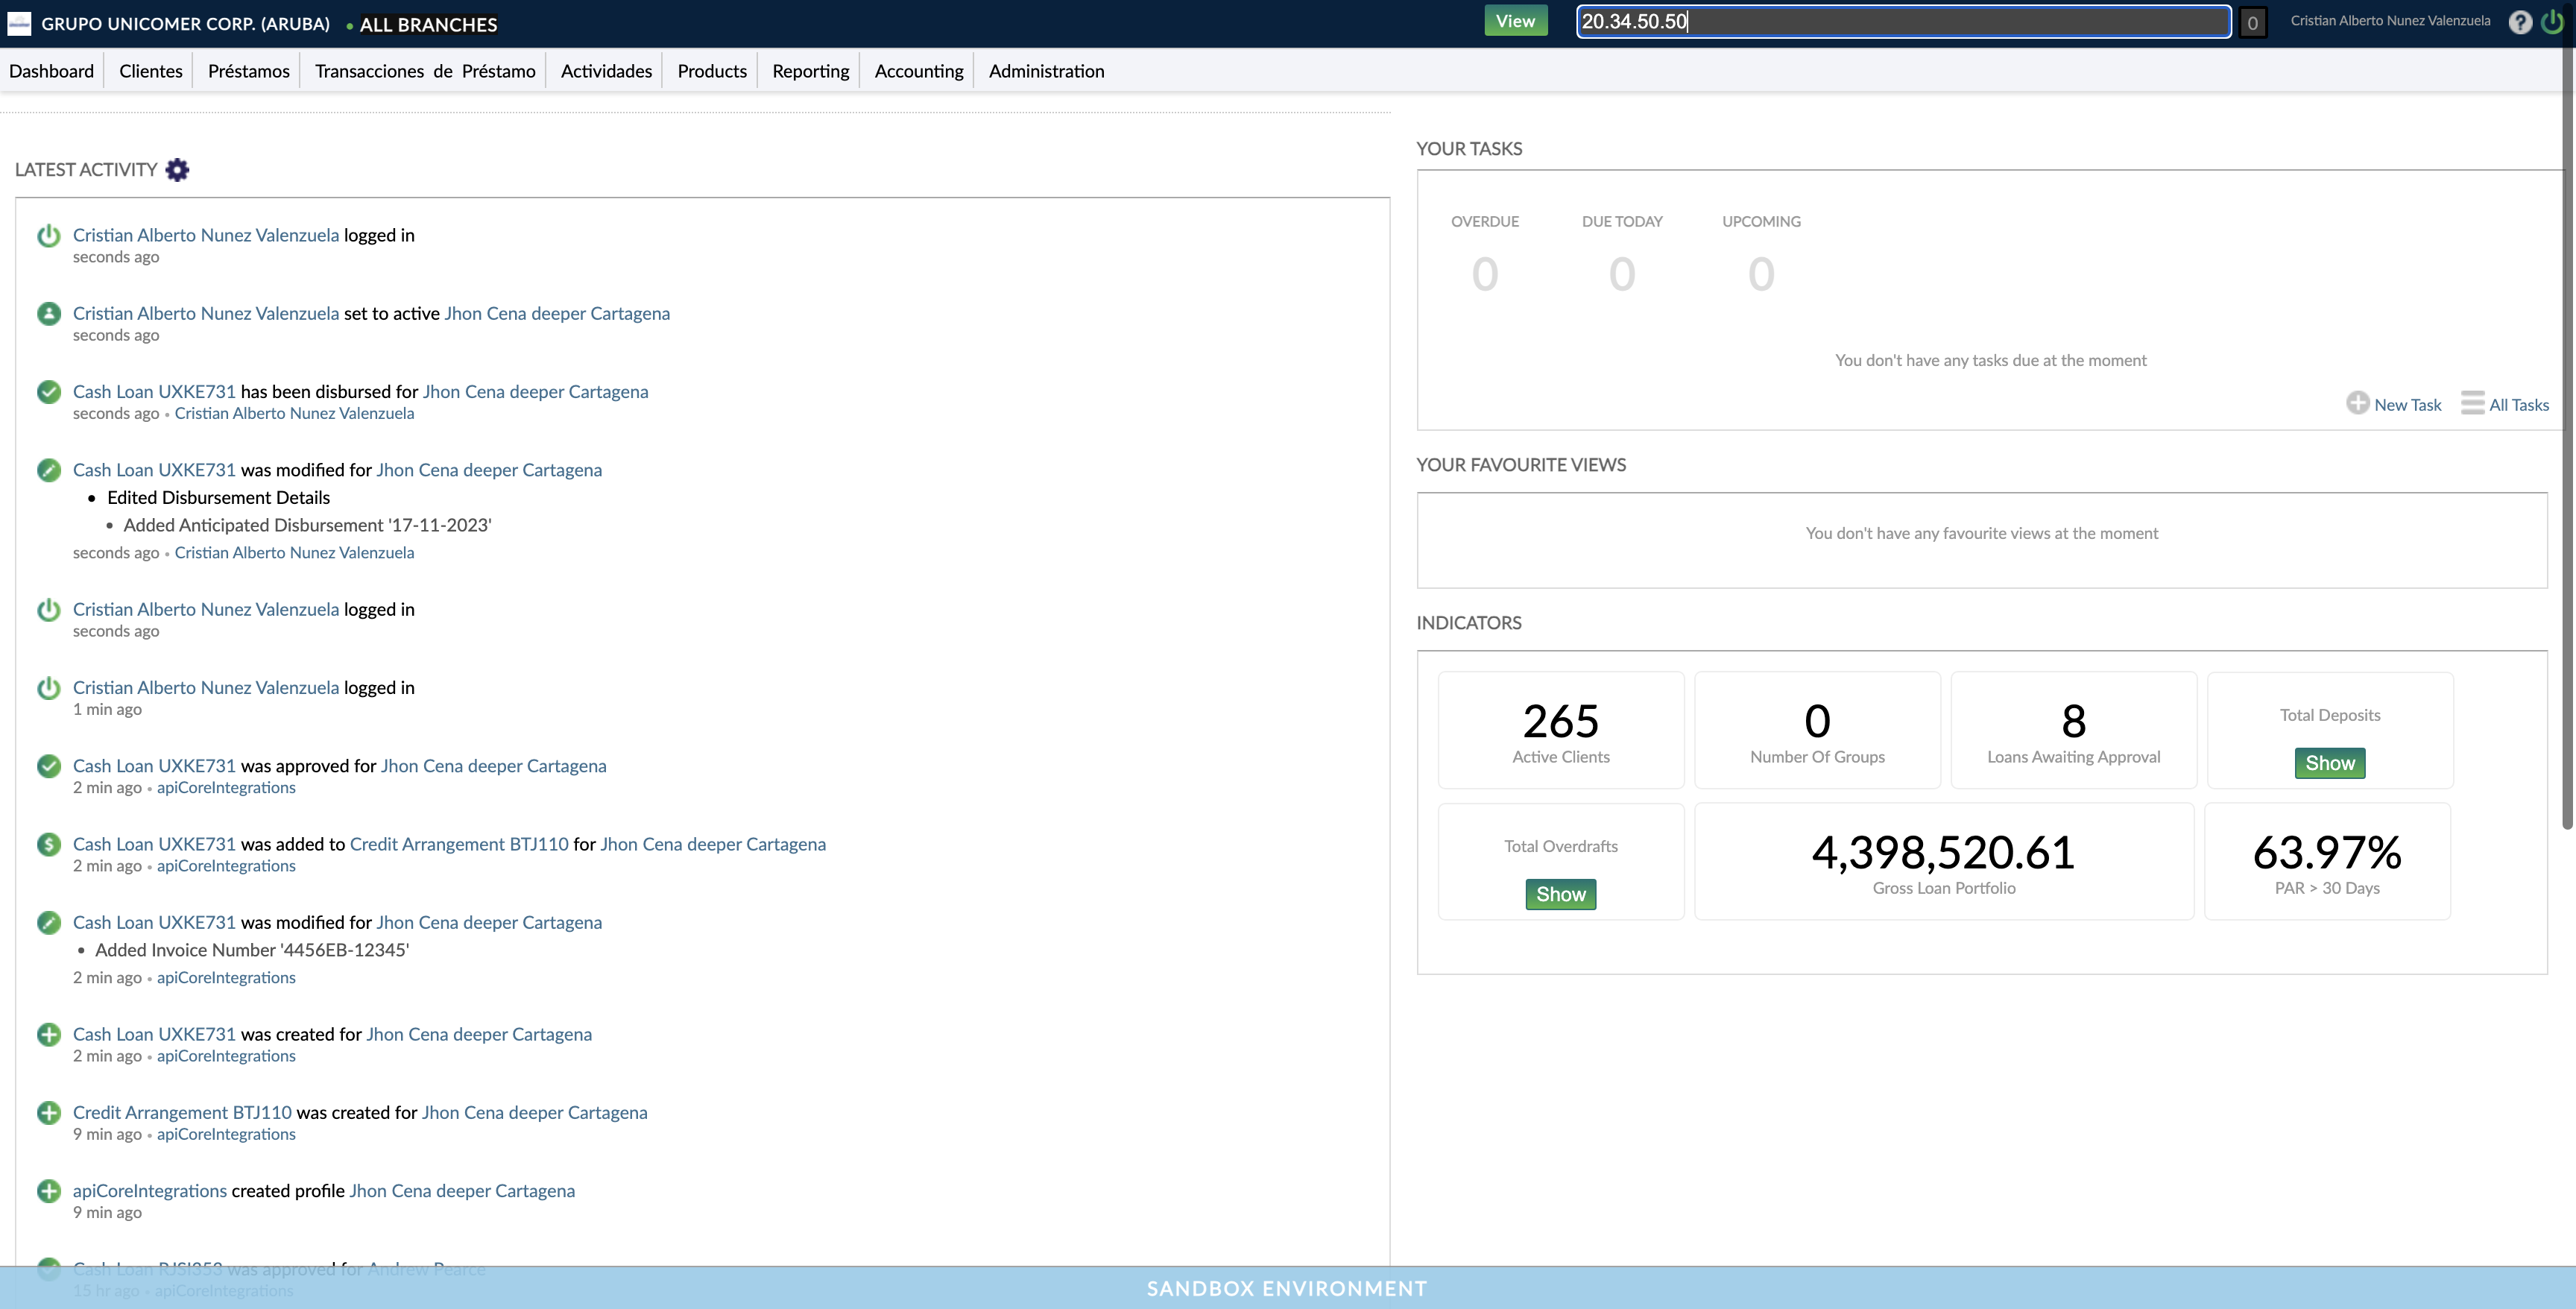 GRUPO UNICOMER CORP. (ARUBA) • ALL BRANCHES
View
20.34.50.50
0
Cristian Alberto Nunez Valenzuela
Dashboard
Clientes
Préstamos
Transacciones de Préstamo
Actividades
Products
Reporting
Accounting
Administration
LATEST ACTIVITY
Cristian Alberto Nunez Valenzuela logged in
seconds ago
Cristian Alberto Nunez Valenzuela set to active Jhon Cena deeper Cartagena
seconds ago
Cash Loan UXKE731 has been disbursed for Jhon Cena deeper Cartagena
seconds ago • Cristian Alberto Nunez Valenzuela
Cash Loan UXKE731 was modified for Jhon Cena deeper Cartagena
• Edited Disbursement Details
• Added Anticipated Disbursement '17-11-2023'
seconds ago • Cristian Alberto Nunez Valenzuela
Cristian Alberto Nunez Valenzuela logged in
seconds ago
Cristian Alberto Nunez Valenzuela logged in
1 min ago
Cash Loan UXKE731 was approved for Jhon Cena deeper Cartagena
2 min ago • apiCoreIntegrations
Cash Loan UXKE731 was added to Credit Arrangement BTJ110 for Jhon Cena deeper Cartagena
2 min ago • apiCoreIntegrations
Cash Loan UXKE731 was modified for Jhon Cena deeper Cartagena
• Added Invoice Number '4456EB-12345'
2 min ago • apiCoreIntegrations
Cash Loan UXKE731 was created for Jhon Cena deeper Cartagena
2 min ago • apiCoreIntegrations
Credit Arrangement BTJ110 was created for Jhon Cena deeper Cartagena
9 min ago • apiCoreIntegrations
apiCoreIntegrations created profile Jhon Cena deeper Cartagena
9 min ago
Cash Loan RJSI353 was approved for Andrew Pearce
15 hr ago • apiCoreIntegrations
YOUR TASKS
OVERDUE
DUE TODAY
UPCOMING
0
0
0
You don't have any tasks due at the moment
New Task
All Tasks
YOUR FAVOURITE VIEWS
You don't have any favourite views at the moment
INDICATORS
265
Active Clients
0
Number Of Groups
8
Loans Awaiting Approval
Total Deposits
Show
Total Overdrafts
Show
4,398,520.61
Gross Loan Portfolio
63.97%
PAR > 30 Days
SANDBOX ENVIRONMENT